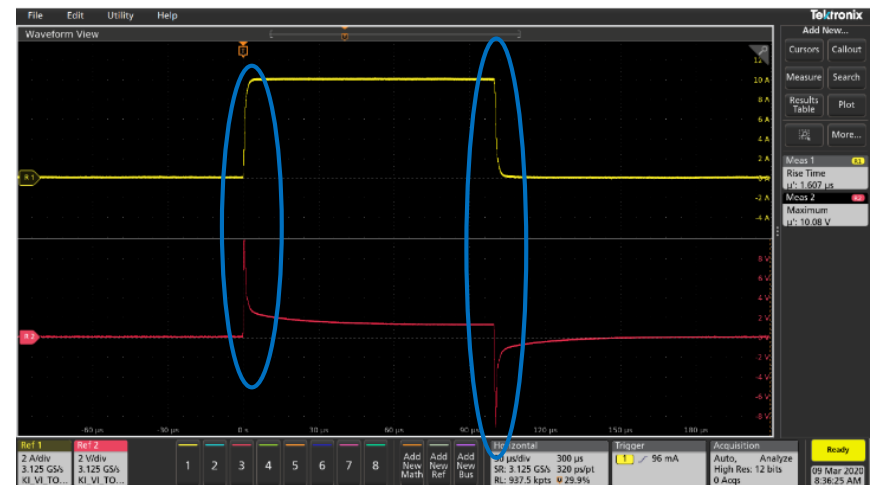 File Edit Utility Help
Tektronix
Waveform View
Add New...
Cursors Callout
Measure Search
Results Table Plot
More...
12
10 A
8 A
6 A
4 A
2 A
-2 A
-4 A
R1
8 V
6 V
4 V
2 V
0 V
-2 V
-4 V
-6 V
-8 V
R2
Meas 1 R1
Rise Time
µ': 1.607 µs
Meas 2 R2
Maximum
µ': 10.08 V
-60 µs -30 µs 0 s 30 µs 60 µs 90 µs 120 µs 150 µs 180 µs
Ref 1
2 A/div
3.125 GS/s
KI_VI_TO...
Ref 2
2 V/div
3.125 GS/s
KI_VI_TO...
1 2 3 4 5 6 7 8
Add New Math
Add New Ref
Add New Bus
Horizontal
µs/div 300 µs
SR: 3.125 GS/s 320 ps/pt
RL: 937.5 kpts 29.9%
Trigger
1 96 mA
Acquisition
Auto, Analyze
High Res: 12 bits
0 Acqs
Ready
09 Mar 2020
8:36:25 AM